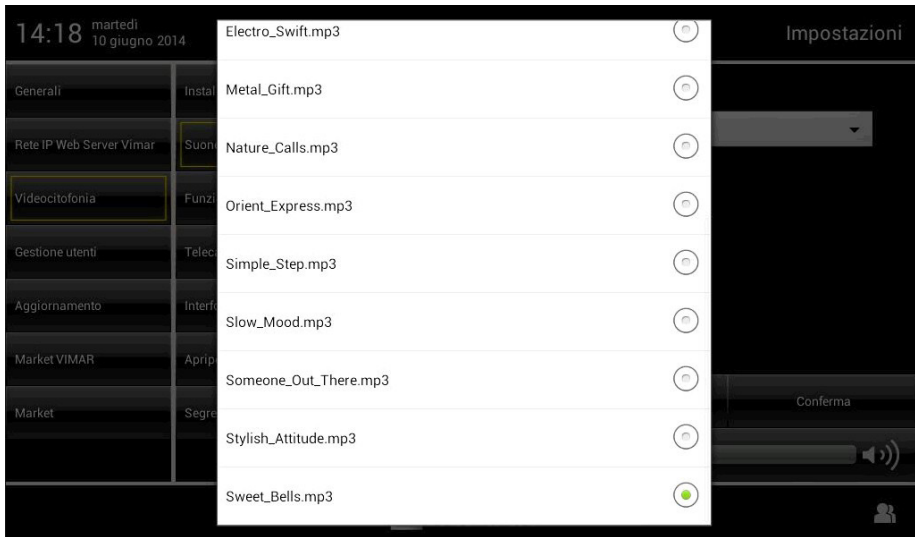 14:18 martedì
10 giugno 2014
Impostazioni
Generali
Rete IP Web Server Vimar
Videocitofonia
Gestione utenti
Aggiornamento
Market VIMAR
Market
Electro_Swift.mp3
Metal_Gift.mp3
Nature_Calls.mp3
Orient_Express.mp3
Simple_Step.mp3
Slow_Mood.mp3
Someone_Out_There.mp3
Stylish_Attitude.mp3
Sweet_Bells.mp3
Conferma